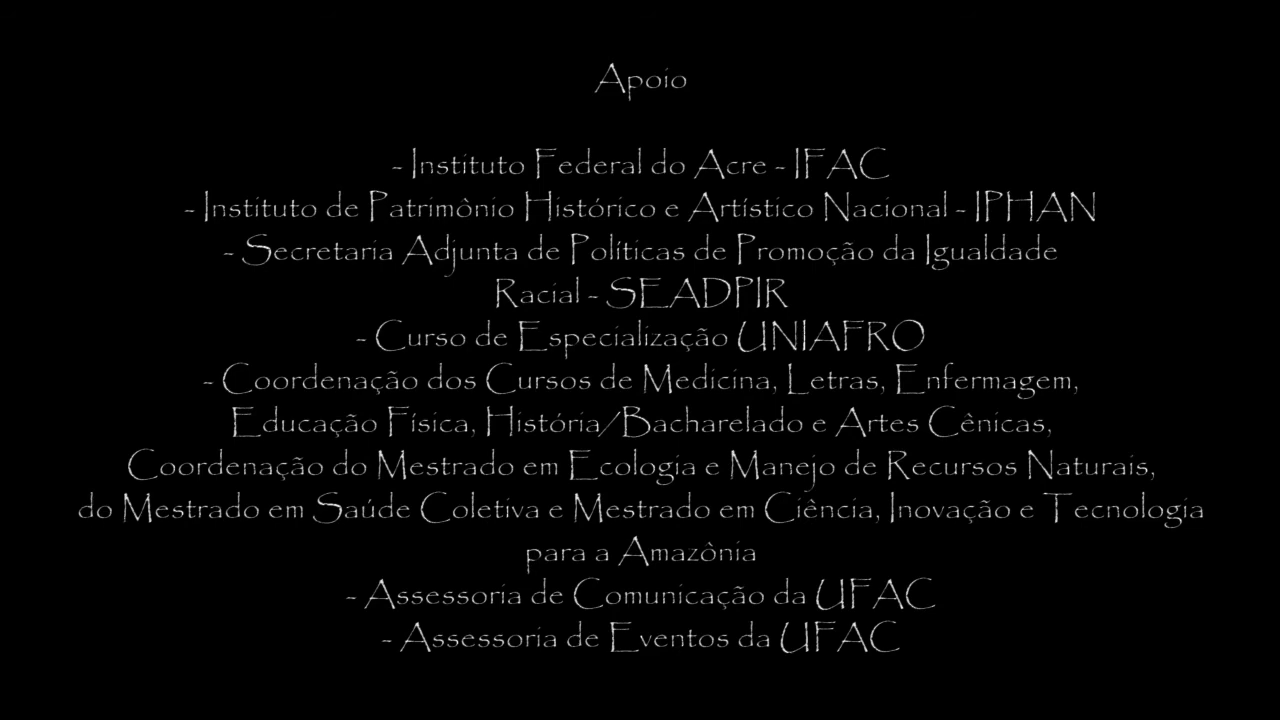 Apoio
- Instituto Federal do Acre - IFAC
- Instituto de Patrimônio Histórico e Artístico Nacional - IPHAN
- Secretaria Adjunta de Políticas de Promoção da Igualdade
Racial - SEADPIR
- Curso de Especialização UNIAFRO
- Coordenação dos Cursos de Medicina, Letras, Enfermagem,
Educação Física, História/Bacharelado e Artes Cênicas,
Coordenação do Mestrado em Ecologia e Manejo de Recursos Naturais,
do Mestrado em Saúde Coletiva e Mestrado em Ciência, Inovação e Tecnologia
para a Amazònia
- Assessoria de Comunicação da UFAC
- Assessoria de Eventos da UFAC